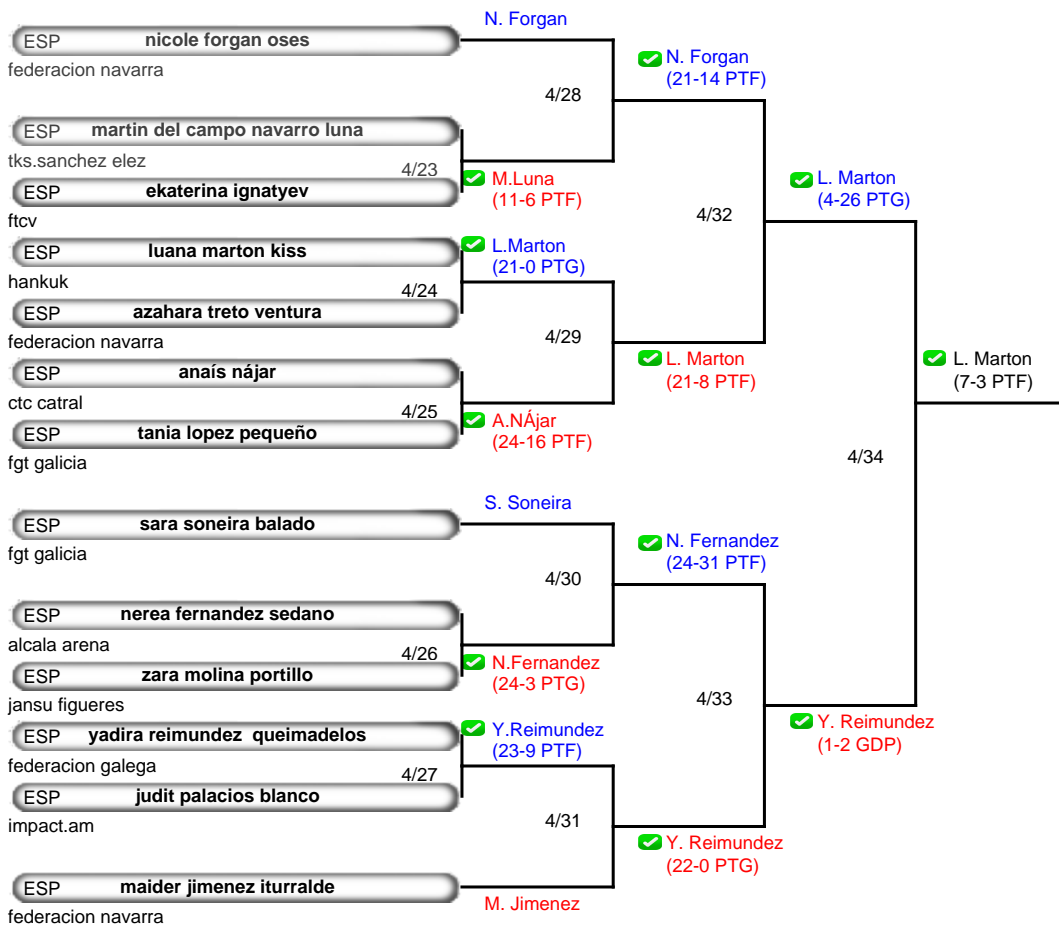 N. Forgan
ESP nicole forgan oses
federacion navarra
N. Forgan
(21-14 PTF)
4/28
ESP martin del campo navarro luna
tks.sanchez elez
4/23
M.Luna
(11-6 PTF)
ESP ekaterina ignatyev
ftcv
L. Marton
(4-26 PTG)
4/32
ESP luana marton kiss
L.Marton
(21-0 PTG)
hankuk
4/24
ESP azahara treto ventura
federacion navarra
4/29
ESP anaís nájar
L. Marton
(21-8 PTF)
L. Marton
(7-3 PTF)
ctc catral
4/25
A.NÁjar
(24-16 PTF)
ESP tania lopez pequeño
fgt galicia
4/34
S. Soneira
ESP sara soneira balado
fgt galicia
N. Fernandez
(24-31 PTF)
4/30
ESP nerea fernandez sedano
alcala arena
4/26
N.Fernandez
(24-3 PTG)
ESP zara molina portillo
jansu figueres
4/33
ESP yadira reimundez  queimadelos
Y.Reimundez
(23-9 PTF)
Y. Reimundez
(1-2 GDP)
federacion galega
4/27
ESP judit palacios blanco
impact.am
4/31
Y. Reimundez
(22-0 PTG)
ESP maider jimenez iturralde
M. Jimenez
federacion navarra